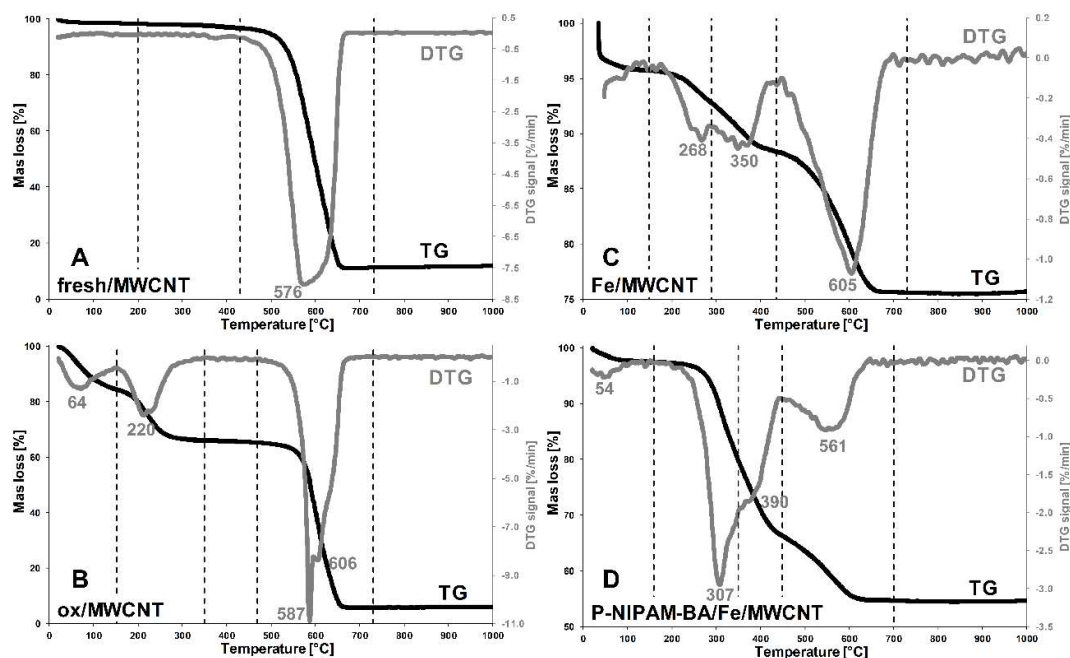 100
80
60
40
20
0
Mas loss [%]
0 100 200 300 400 500 600 700 800 900 1000
Temperature [°C]
0.5
-0.5
-1.5
-2.5
-3.5
-4.5
-5.5
-6.5
-7.5
-8.5
DTG signal [%/min]
DTG
TG
576
A
fresh/MWCNT
100
95
90
85
80
75
Mas loss [%]
0 100 200 300 400 500 600 700 800 900 1000
Temperature [°C]
0.2
0.0
-0.2
-0.4
-0.6
-0.8
-1.0
-1.2
DTG signal [%/min]
DTG
268
350
605
TG
C
Fe/MWCNT
100
80
60
40
20
0
Mas loss [%]
0 100 200 300 400 500 600 700 800 900 1000
Temperature [°C]
-1.0
-3.0
-5.0
-7.0
-9.0
-11.0
DTG signal [%/min]
DTG
64
220
606
587
TG
B
ox/MWCNT
100
90
80
70
60
50
Mas loss [%]
0 100 200 300 400 500 600 700 800 900 1000
Temperature [°C]
0.0
-0.5
-1.0
-1.5
-2.0
-2.5
-3.0
-3.5
DTG signal [%/min]
DTG
54
561
390
307
TG
D
P-NIPAM-BA/Fe/MWCNT